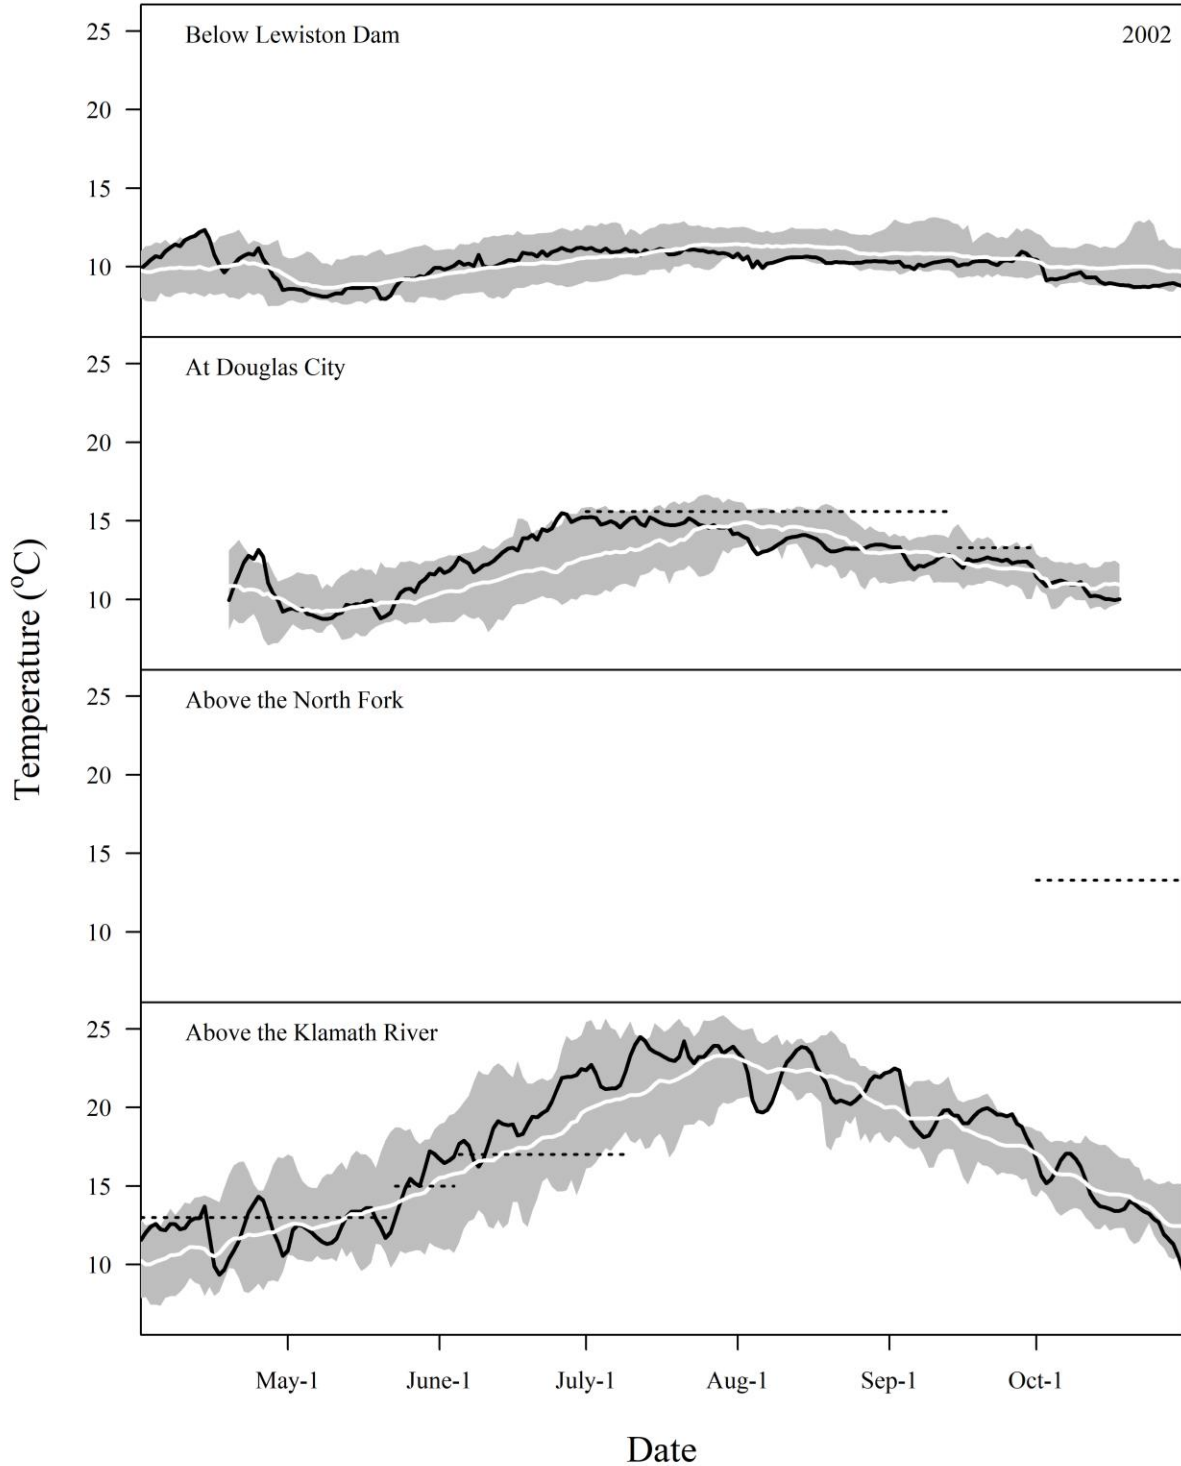 Below Lewiston Dam
2002
25
20
15
10
At Douglas City
25
20
15
10
Above the North Fork
25
20
15
10
Above the Klamath River
25
20
15
10
Temperature (°C)
May-1
June-1
July-1
Aug-1
Sep-1
Oct-1
Date